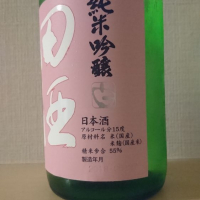 純米吟醸
田酒
日本酒
アルコール分15度
原材料名 米(国産)
米麹(国産米)
精米歩合 55%
製造年月